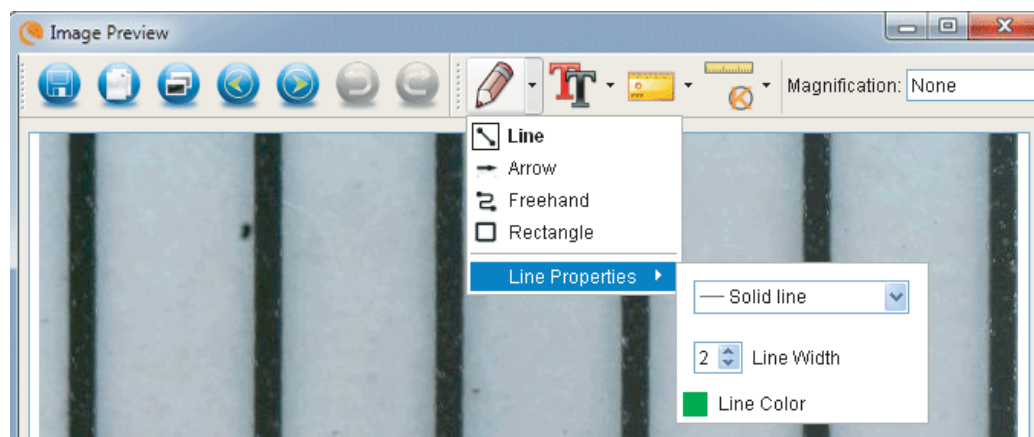 Image Preview
Magnification: None
Line
Arrow
Freehand
Rectangle
Line Properties
Solid line
2 Line Width
Line Color